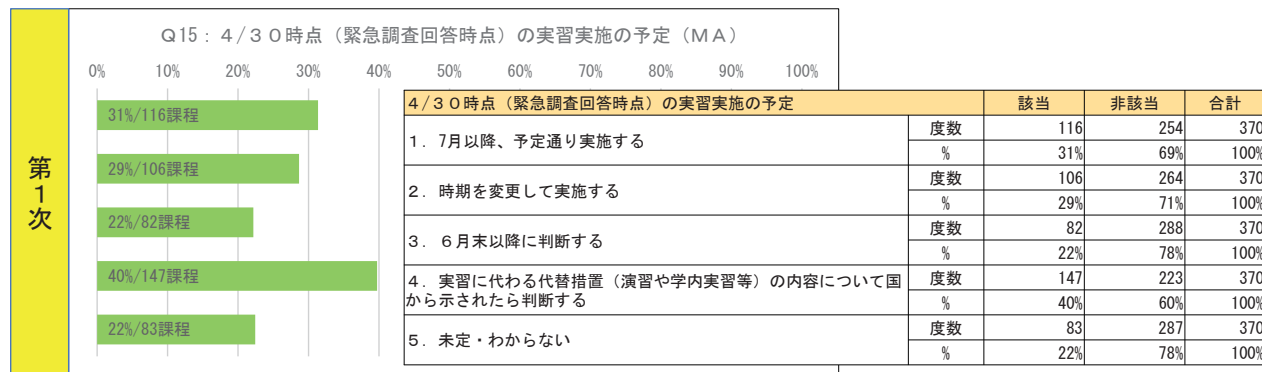 第1次
Q15：4/30時点（緊急調査回答時点）の実習実施の予定（MA）
0% 10% 20% 30% 40% 50% 60% 70% 80% 90% 100%
31%/116課程
29%/106課程
22%/82課程
40%/147課程
22%/83課程
4/30時点（緊急調査回答時点）の実習実施の予定 該当 非該当 合計
1．7月以降、予定通り実施する 度数 116 254 370
% 31% 69% 100%
2．時期を変更して実施する 度数 106 264 370
% 29% 71% 100%
3．6月末以降に判断する 度数 82 288 370
% 22% 78% 100%
4．実習に代わる代替措置（演習や学内実習等）の内容について国 度数 147 223 370
から示されたら判断する % 40% 60% 100%
5．未定・わからない 度数 83 287 370
% 22% 78% 100%